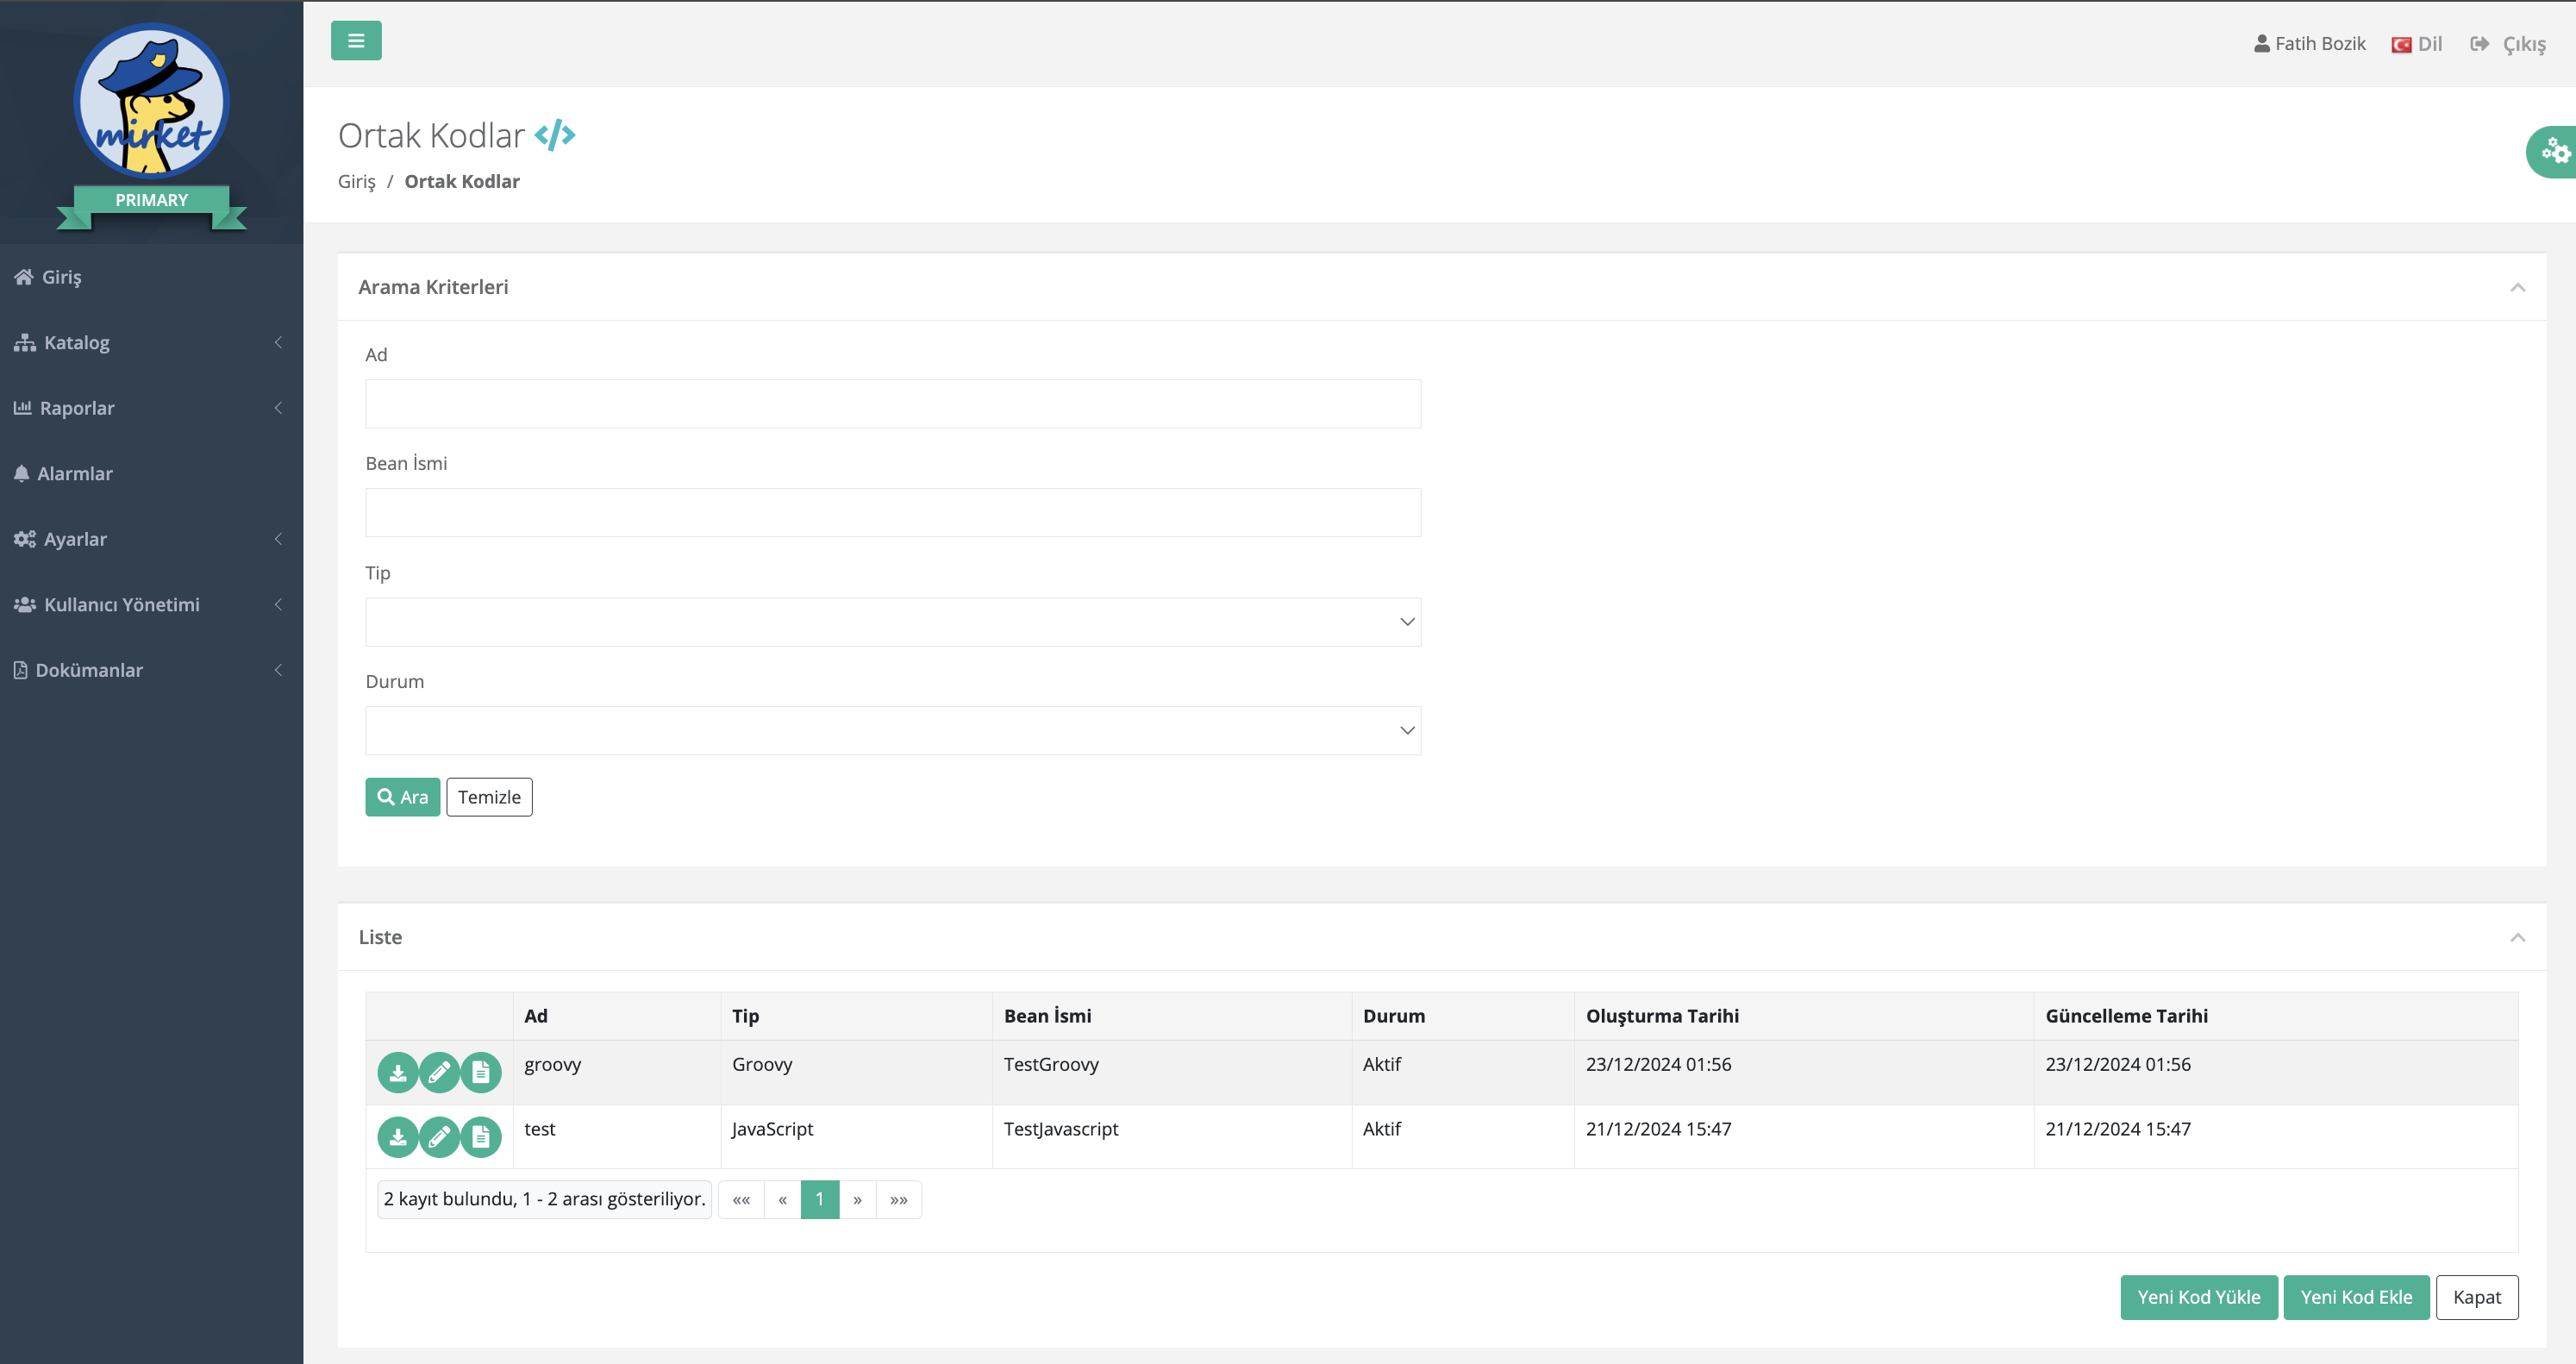 mirket
PRIMARY
Giriş
Katalog
Raporlar
Alarmlar
Ayarlar
Kullanıcı Yönetimi
Dokümanlar
Fatih Bozik Dil Çıkış
Ortak Kodlar
Giriş / Ortak Kodlar
Arama Kriterleri
Ad
Bean İsmi
Tip
Durum
Ara Temizle
Liste
Ad Tip Bean İsmi Durum Oluşturma Tarihi Güncelleme Tarihi
groovy Groovy TestGroovy Aktif 23/12/2024 01:56 23/12/2024 01:56
test JavaScript TestJavascript Aktif 21/12/2024 15:47 21/12/2024 15:47
2 kayıt bulundu, 1 - 2 arası gösteriliyor. «« « 1 » »»
Yeni Kod Yükle Yeni Kod Ekle Kapat